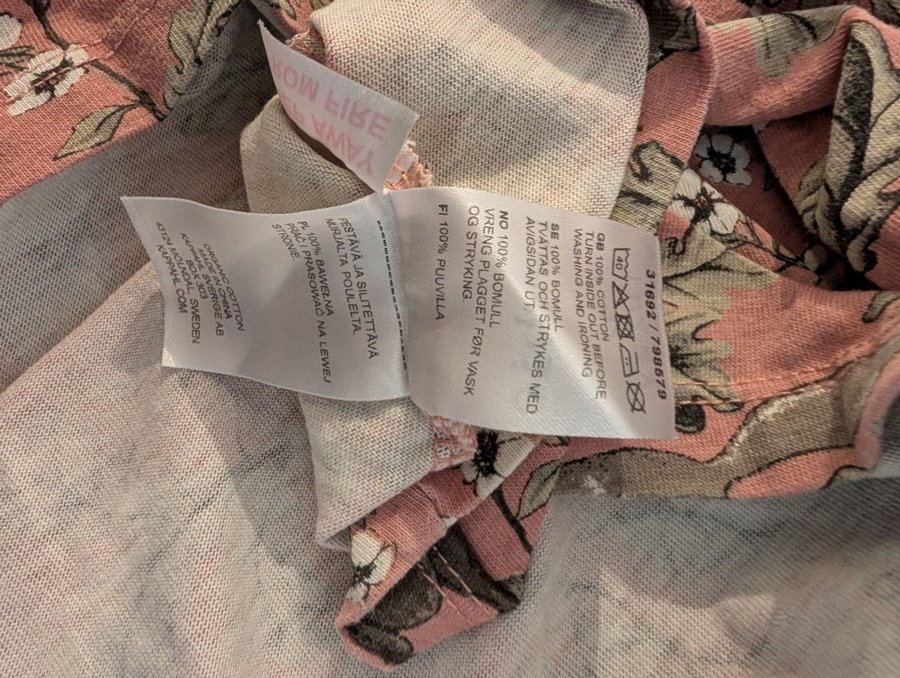 31692 / 798679
40
GB 100% COTTON
TURN INSIDE OUT BEFORE
WASHING AND IRONING
SE 100% BOMULL
TVÄTTAS OCH STRYKES MED
AVIGSIDAN UT.
NO 100% BOMULL
VRENG PLAGGET FØR VASK
OG STRYKING.
FI 100% PUUVILLA
PESTÄVÄ JA SILITETTÄVÄ
NURJALTA PUOLELTA.
PL 100% BAWEŁNA
PRAĆ I PRASOWAĆ NA LEWEJ
STRONIE
ORGANIC COTTON
MADE IN CHINA
KAPPAHL SVERIGE AB
BOX 303
431 24 MÖLNDAL SWEDEN
KAPPAHL.COM
AWAY
FIRE